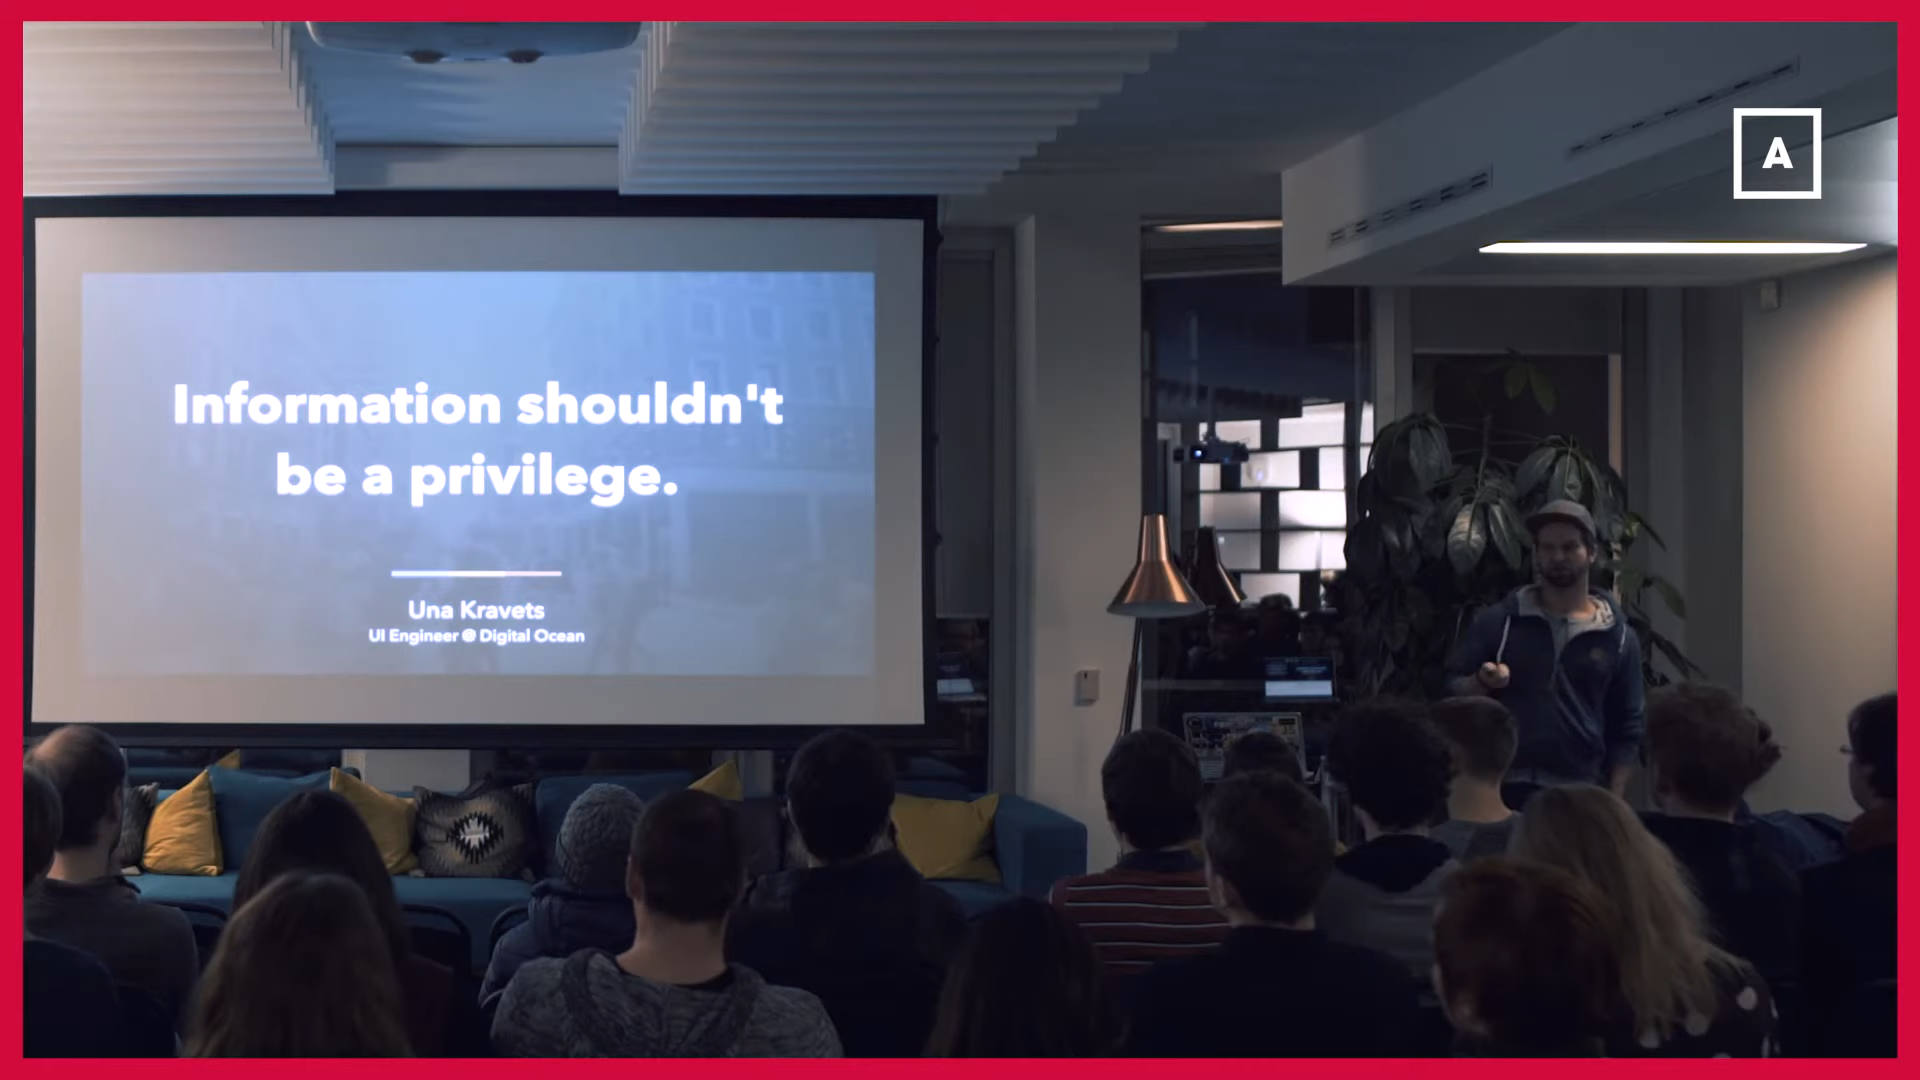 Information shouldn't
be a privilege.
Una Kravets
UI Engineer @ Digital Ocean
A